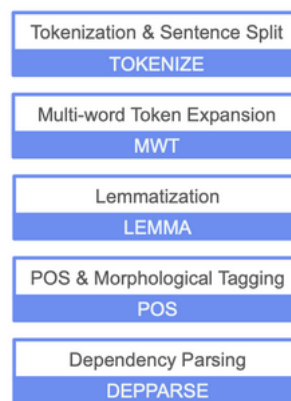 Tokenization & Sentence Split
TOKENIZE
Multi-word Token Expansion
MWT
Lemmatization
LEMMA
POS & Morphological Tagging
POS
Dependency Parsing
DEPPARSE